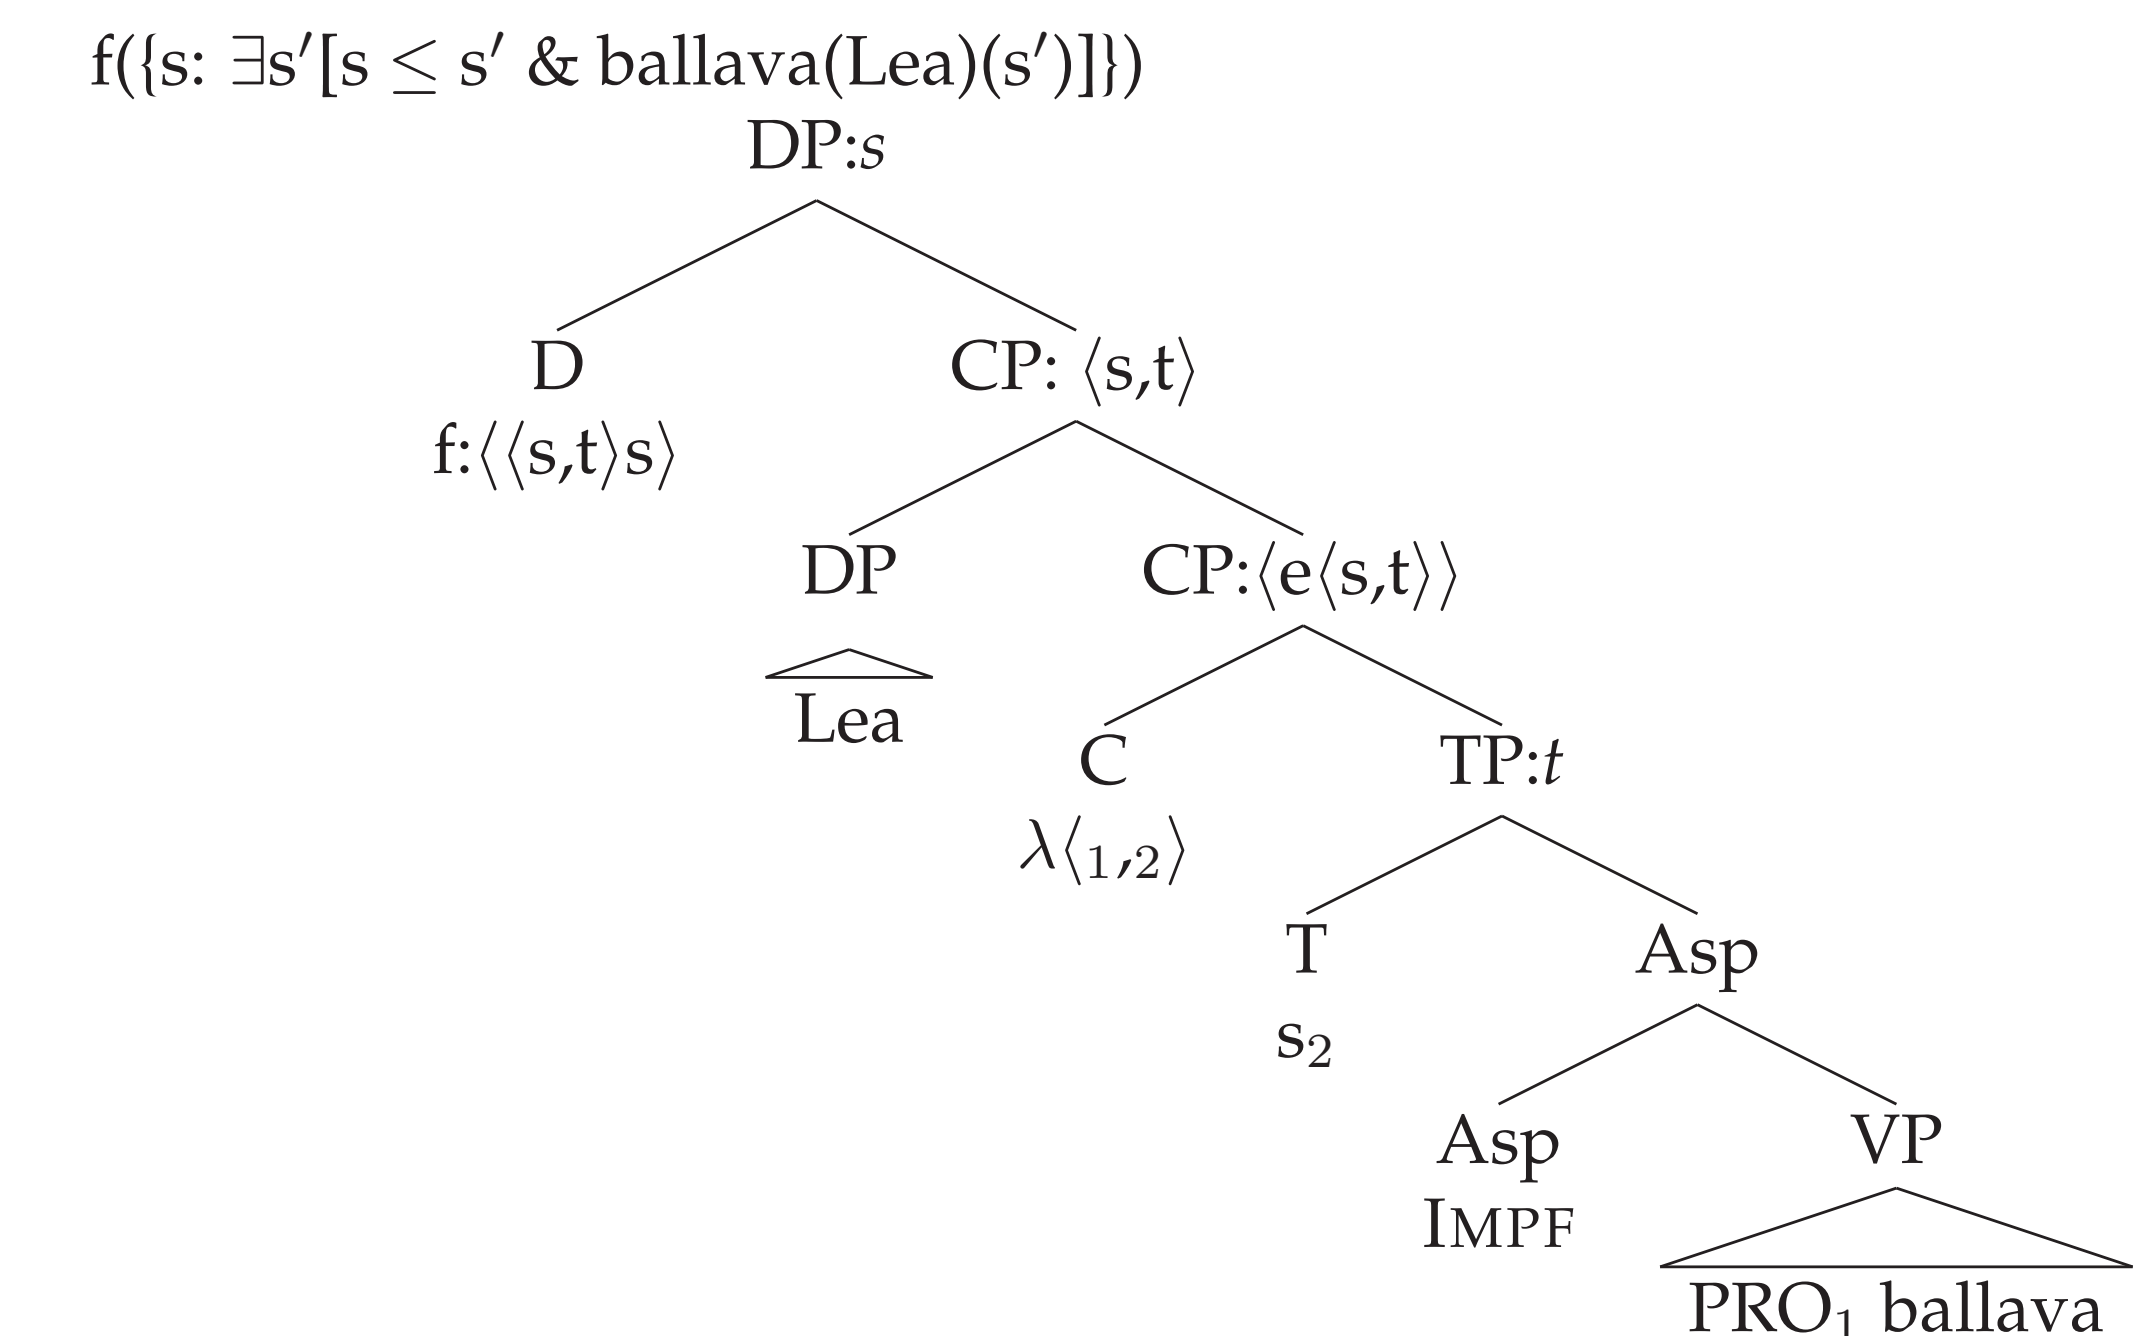 f({s: ∃s′[s ≤ s′ & ballava(Lea)(s′)]})
DP:s
D CP: ⟨s,t⟩
f:⟨⟨s,t⟩s⟩
DP CP:⟨e⟨s,t⟩⟩
Lea
C TP:t
λ⟨₁,₂⟩
T Asp
s₂
Asp VP
IMPF
PRO₁ ballava